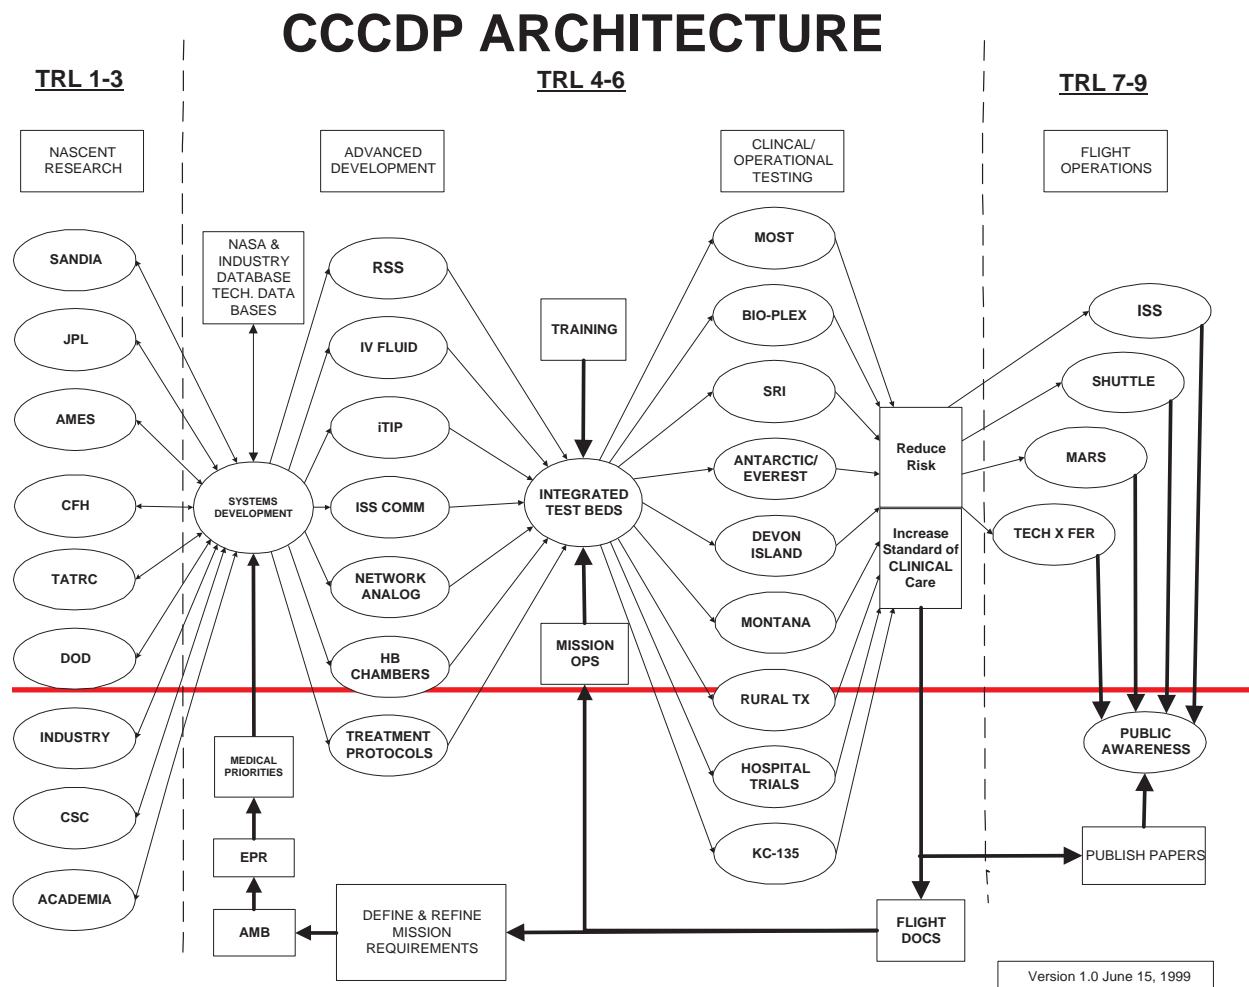 CCCDP ARCHITECTURE
TRL 1-3
TRL 4-6
TRL 7-9
NASCENT
RESEARCH
ADVANCED
DEVELOPMENT
CLINCAL/
OPERATIONAL
TESTING
FLIGHT
OPERATIONS
SANDIA
JPL
AMES
CFH
TATRC
DOD
INDUSTRY
CSC
ACADEMIA
NASA &
INDUSTRY
DATABASE
TECH. DATA
BASES
SYSTEMS
DEVELOPMENT
MEDICAL
PRIORITIES
EPR
AMB
RSS
IV FLUID
iTIP
ISS COMM
NETWORK
ANALOG
HB
CHAMBERS
TREATMENT
PROTOCOLS
DEFINE & REFINE
MISSION
REQUIREMENTS
TRAINING
INTEGRATED
TEST BEDS
MISSION
OPS
MOST
BIO-PLEX
SRI
ANTARCTIC/
EVEREST
DEVON
ISLAND
MONTANA
RURAL TX
HOSPITAL
TRIALS
KC-135
Reduce
Risk
Increase
Standard of
CLINICAL
Care
FLIGHT
DOCS
ISS
SHUTTLE
MARS
TECH X FER
PUBLIC
AWARENESS
PUBLISH PAPERS
Version 1.0 June 15, 1999